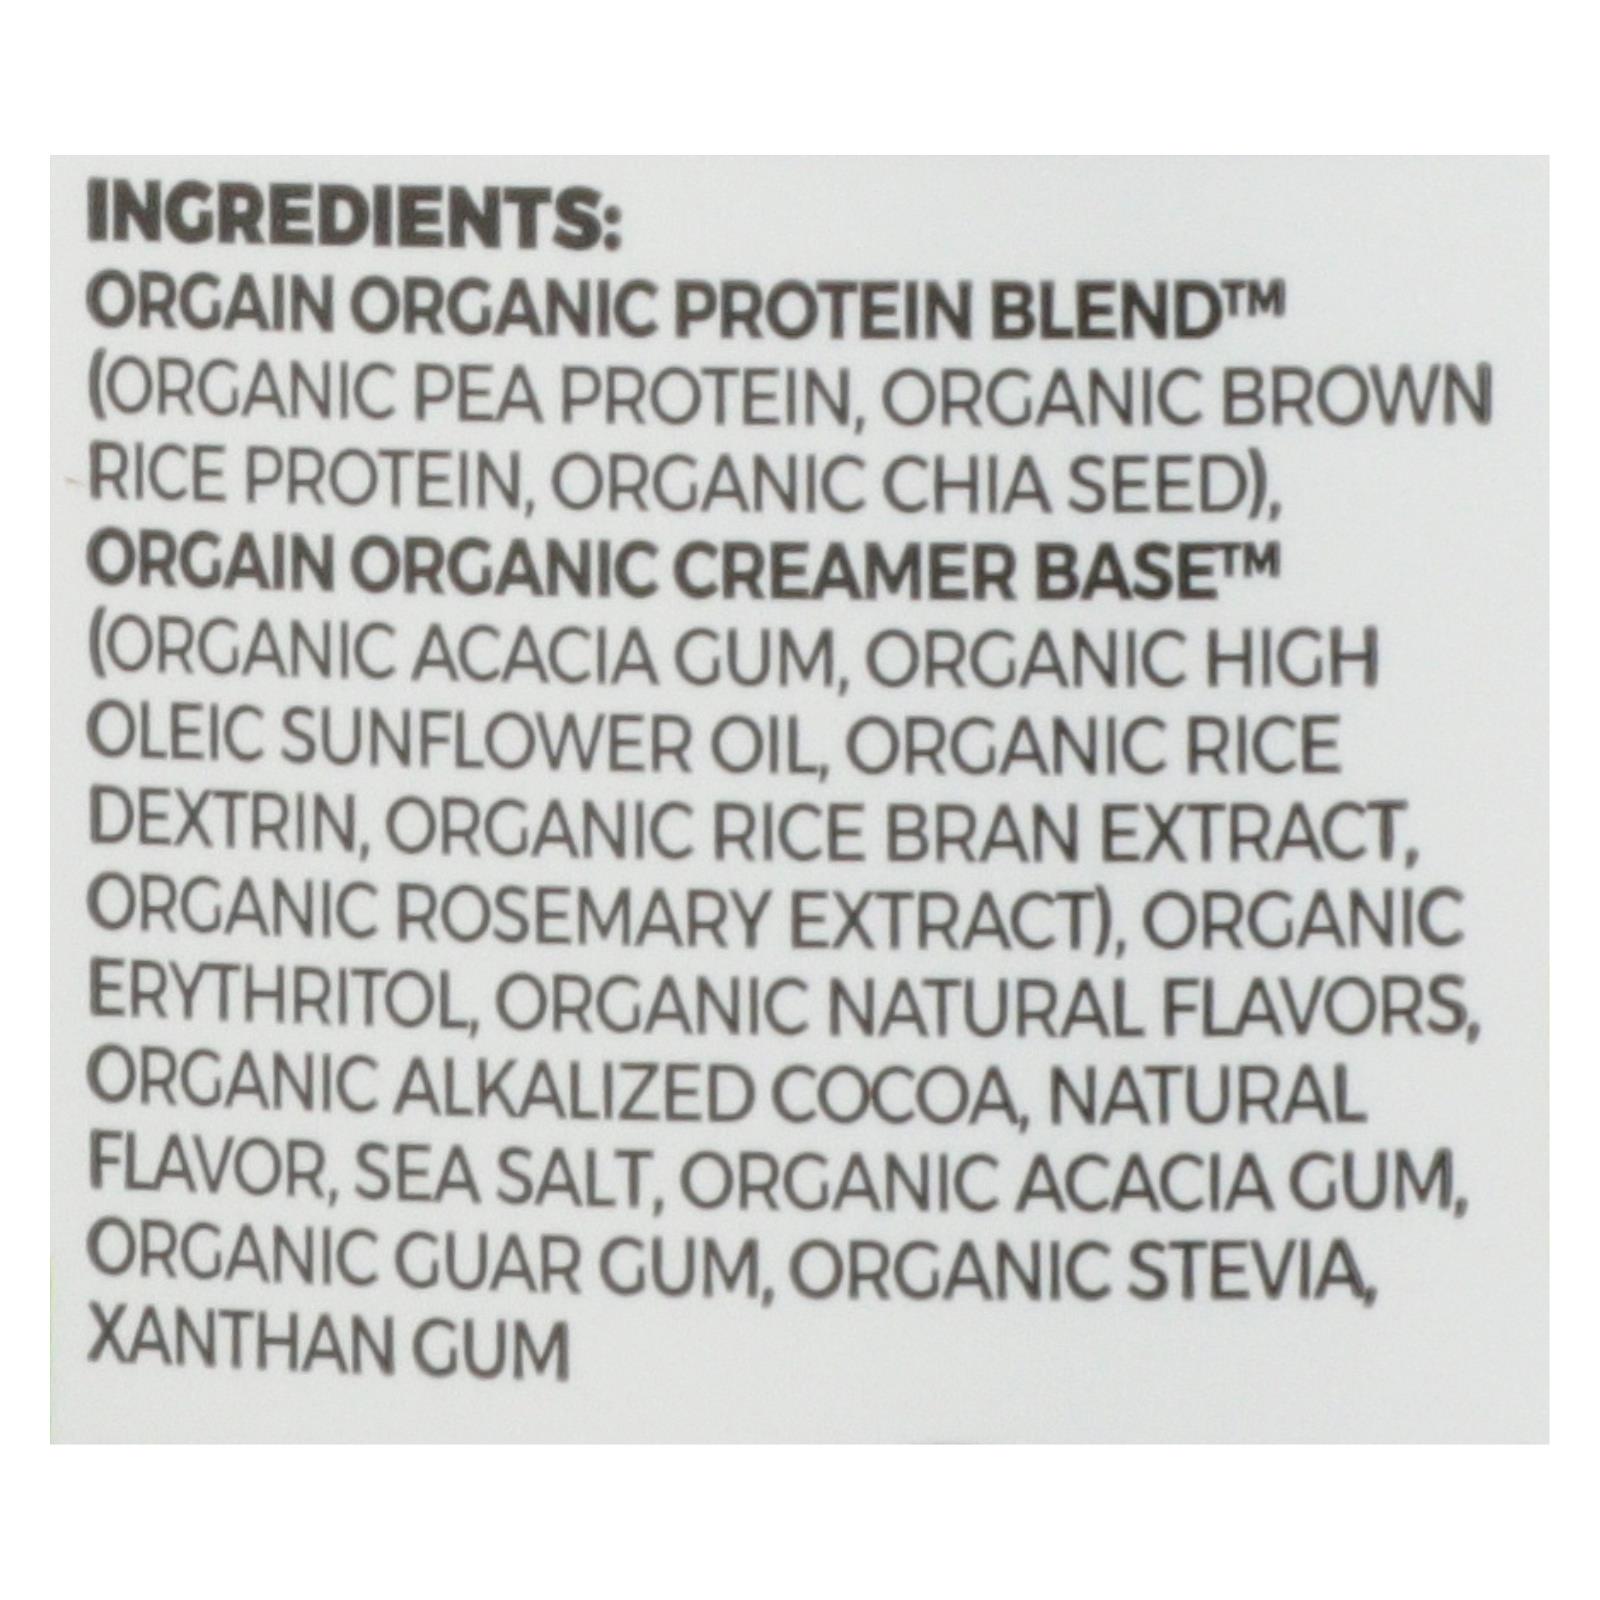 INGREDIENTS:
ORGAIN ORGANIC PROTEIN BLEND™
(ORGANIC PEA PROTEIN, ORGANIC BROWN
RICE PROTEIN, ORGANIC CHIA SEED),
ORGAIN ORGANIC CREAMER BASE™
(ORGANIC ACACIA GUM, ORGANIC HIGH
OLEIC SUNFLOWER OIL, ORGANIC RICE
DEXTRIN, ORGANIC RICE BRAN EXTRACT,
ORGANIC ROSEMARY EXTRACT), ORGANIC
ERYTHRITOL, ORGANIC NATURAL FLAVORS,
ORGANIC ALKALIZED COCOA, NATURAL
FLAVOR, SEA SALT, ORGANIC ACACIA GUM,
ORGANIC GUAR GUM, ORGANIC STEVIA,
XANTHAN GUM